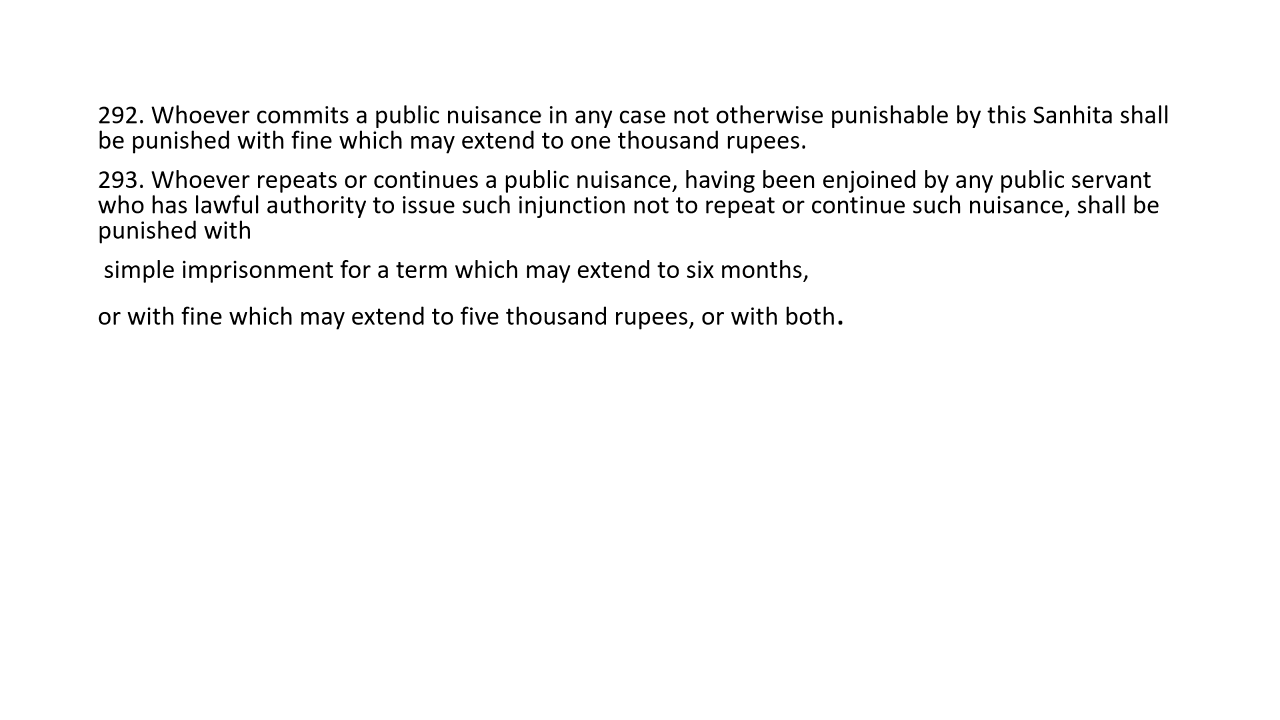 292. Whoever commits a public nuisance in any case not otherwise punishable by this Sanhita shall
be punished with fine which may extend to one thousand rupees.
293. Whoever repeats or continues a public nuisance, having been enjoined by any public servant
who has lawful authority to issue such injunction not to repeat or continue such nuisance, shall be
punished with
simple imprisonment for a term which may extend to six months,
or with fine which may extend to five thousand rupees, or with both.